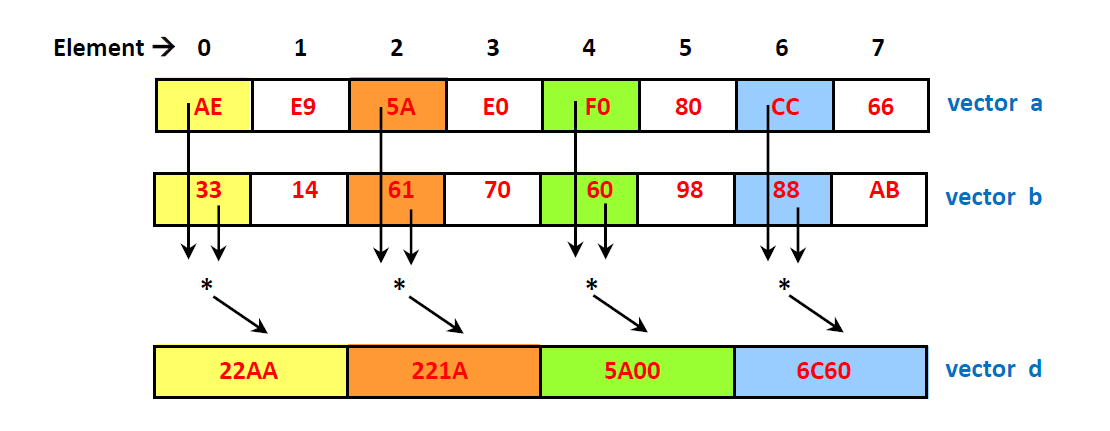 Element → 0 1 2 3 4 5 6 7
AE E9 5A E0 F0 80 CC 66 vector a
33 14 61 70 60 98 88 AB vector b
* * * *
22AA 221A 5A00 6C60 vector d